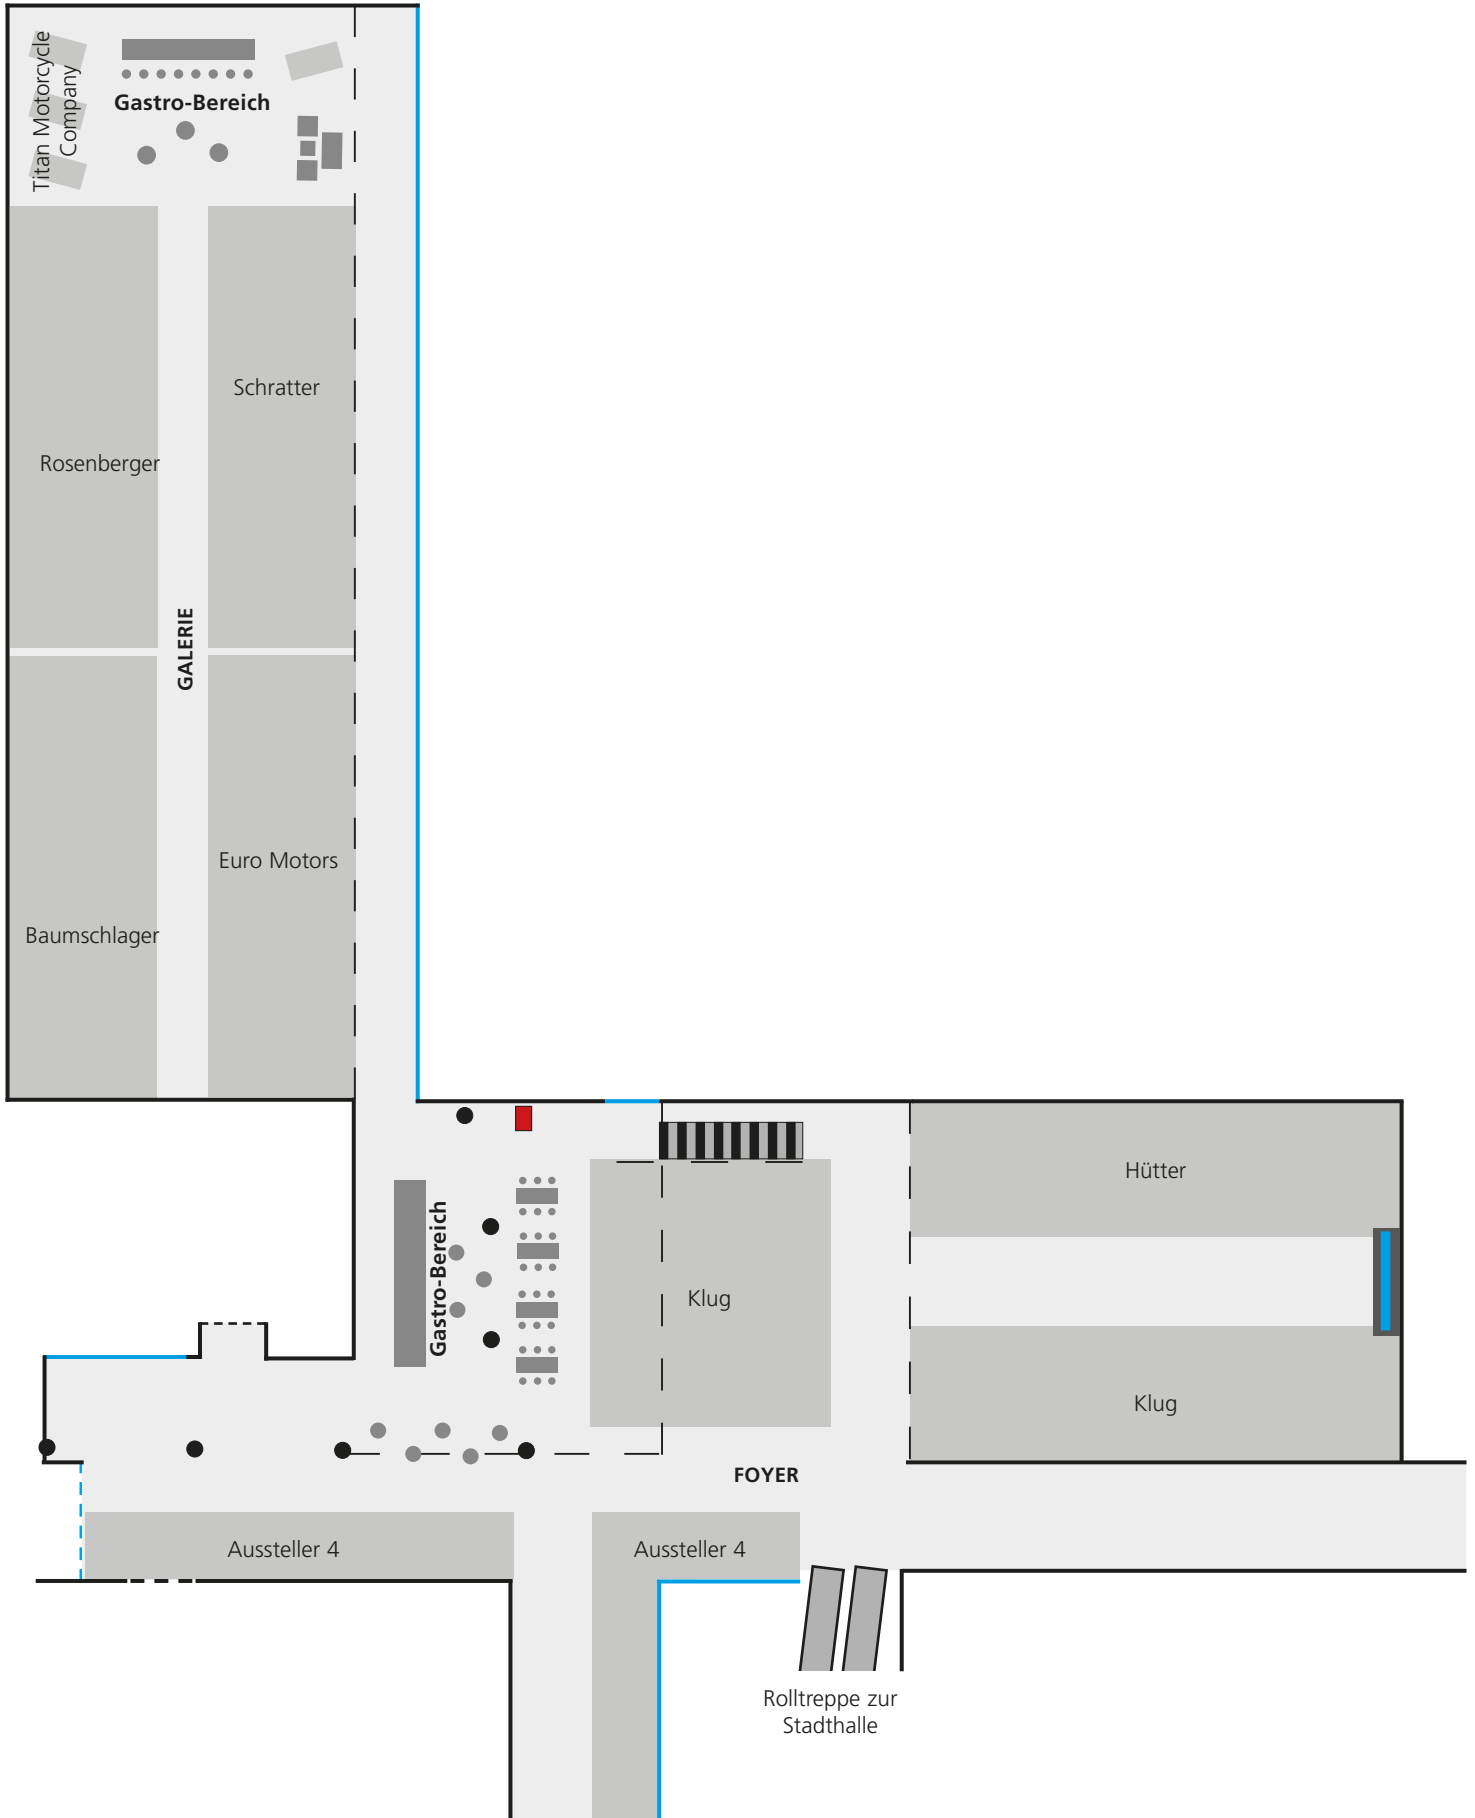 Titan Motorcycle
Company
Gastro-Bereich
Schratter
Rosenberger
GALERIE
Euro Motors
Baumschlager
Hütter
Gastro-Bereich
Klug
Klug
FOYER
Aussteller 4
Aussteller 4
Rolltreppe zur
Stadthalle